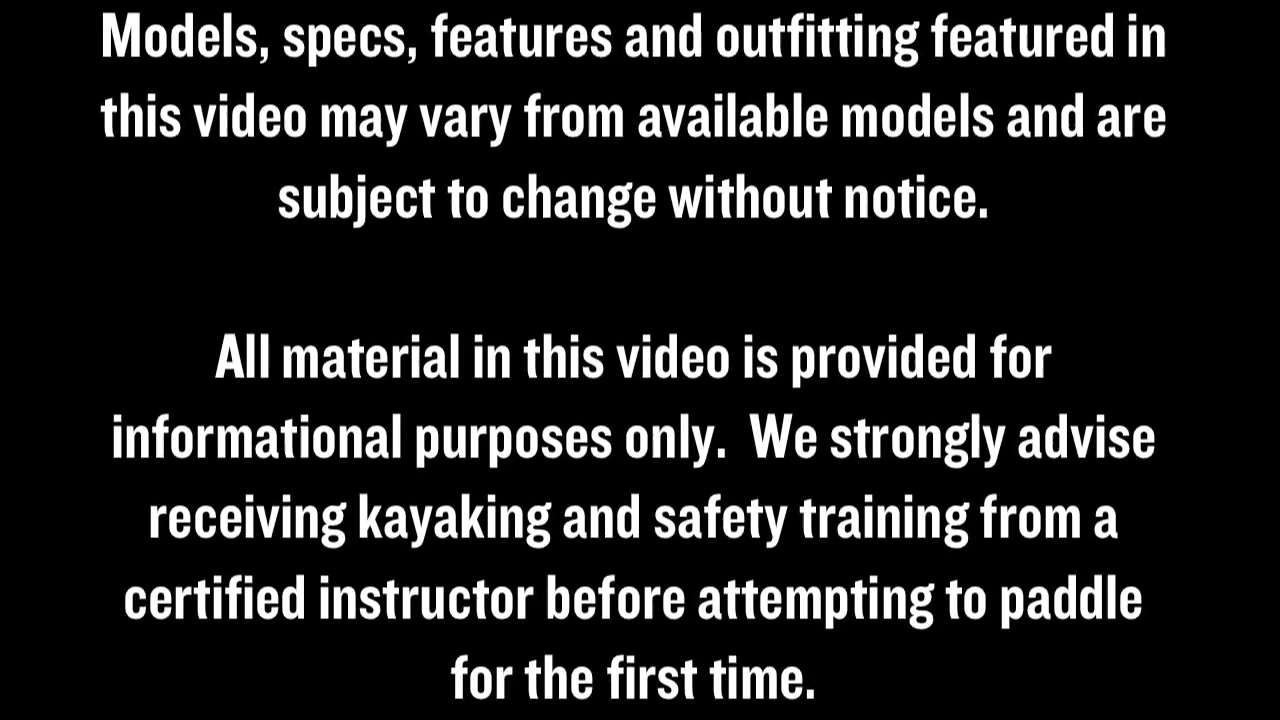 Models, specs, features and outfitting featured in
this video may vary from available models and are
subject to change without notice.
All material in this video is provided for
informational purposes only.  We strongly advise
receiving kayaking and safety training from a
certified instructor before attempting to paddle
for the first time.